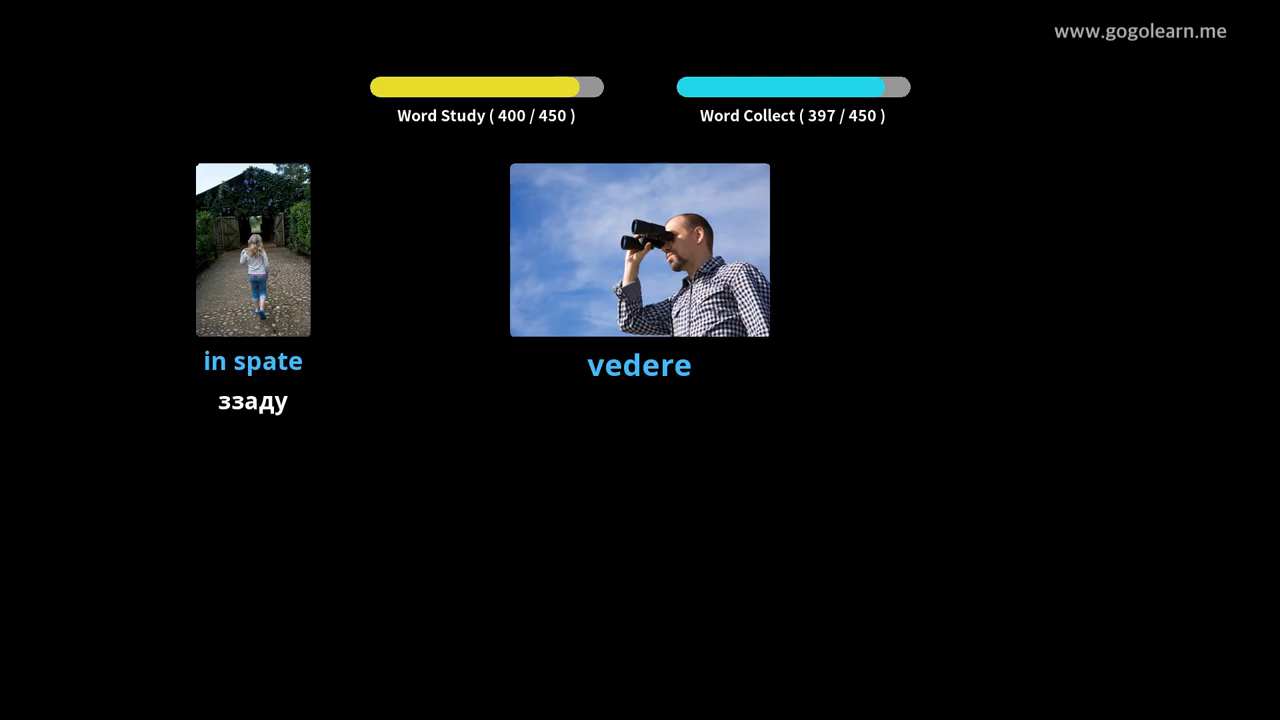 www.gogolearn.me
Word Study ( 400 / 450 )
Word Collect ( 397 / 450 )
in spate
ззаду
vedere